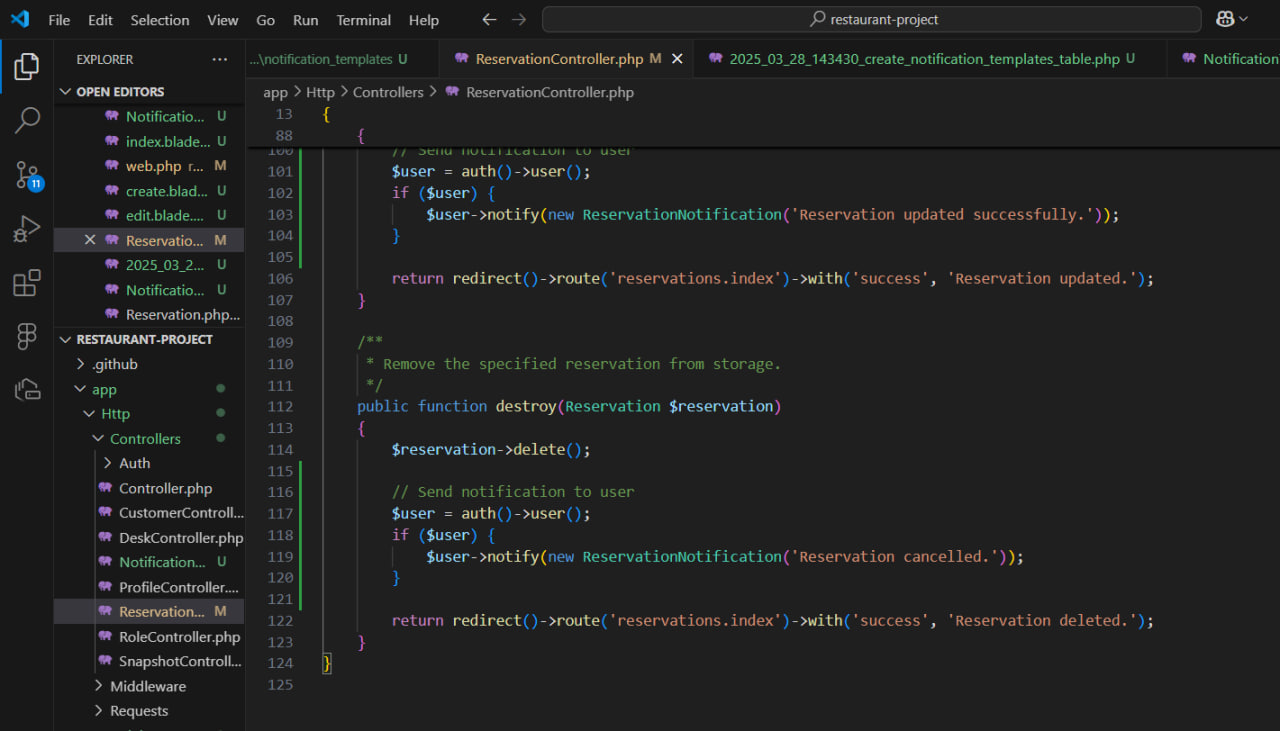 File Edit Selection View Go Run Terminal Help
restaurant-project
EXPLORER ...
...\notification_templates U
ReservationController.php M
2025_03_28_143430_create_notification_templates_table.php U
Notification
OPEN EDITORS
Notificatio... U
index.blade... U
web.php r... M
create.blad... U
edit.blade.... U
Reservatio... M
2025_03_2... U
Notificatio... U
Reservation.php...
RESTAURANT-PROJECT
.github
app
Http
Controllers
Auth
Controller.php
CustomerControll...
DeskController.php
Notification... U
ProfileController....
Reservation... M
RoleController.php
SnapshotControll...
Middleware
Requests
11
app > Http > Controllers > ReservationController.php
13 {
88 {
100 // Send notification to user
101 $user = auth()->user();
102 if ($user) {
103 $user->notify(new ReservationNotification('Reservation updated successfully.'));
104 }
105
106 return redirect()->route('reservations.index')->with('success', 'Reservation updated.');
107 }
108
109 /**
110 * Remove the specified reservation from storage.
111 */
112 public function destroy(Reservation $reservation)
113 {
114 $reservation->delete();
115
116 // Send notification to user
117 $user = auth()->user();
118 if ($user) {
119 $user->notify(new ReservationNotification('Reservation cancelled.'));
120 }
121
122 return redirect()->route('reservations.index')->with('success', 'Reservation deleted.');
123 }
124 }
125